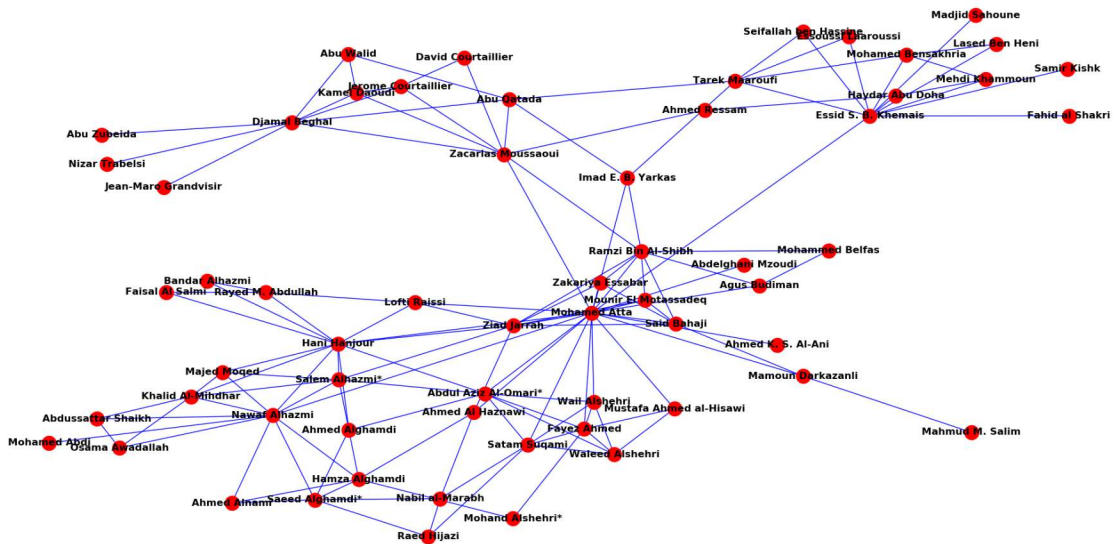 Madjid Sahoune
Seifallah ben Hassine
Essoussi Laaroussi
Lased Ben Heni
Mohamed Bensakhria
Abu Walid
David Courtaillier
Samir Kishk
Tarek Maaroufi
Mehdi Khammoun
Jerome Courtaillier
Kamel Daoudi
Haydar Abu Doha
Abu Qatada
Ahmed Ressam
Essid S. B. Khemais
Fahid al Shakri
Djamal Beghal
Abu Zubeida
Zacarias Moussaoui
Nizar Trabelsi
Imad E. B. Yarkas
Jean-Maro Grandvisir
Ramzi Bin Al-Shibh
Mohammed Belfas
Abdelghani Mzoudi
Bandar Alhazmi
Zakariya Essabar
Agus Budiman
Faisal Al Salmi
Rayed M. Abdullah
Mounir El Motassadeq
Lofti Raissi
Mohamed Atta
Ziad Jarrah
Said Bahaji
Hani Hanjour
Ahmed K. S. Al-Ani
Majed Moqed
Salem Alhazmi*
Mamoun Darkazanli
Khalid Al-Mihdhar
Abdul Aziz Al-Omari*
Wail Alshehri
Mustafa Ahmed al-Hisawi
Abdussattar Shaikh
Nawaf Alhazmi
Ahmed Al Haznawi
Ahmed Alghamdi
Fayez Ahmed
Mahmud M. Salim
Mohamed Abdi
Osama Awadallah
Satam Suqami
Waleed Alshehri
Hamza Alghamdi
Ahmed Alnami
Saeed Alghamdi*
Nabil al-Marabh
Mohand Alshehri*
Raed Hijazi